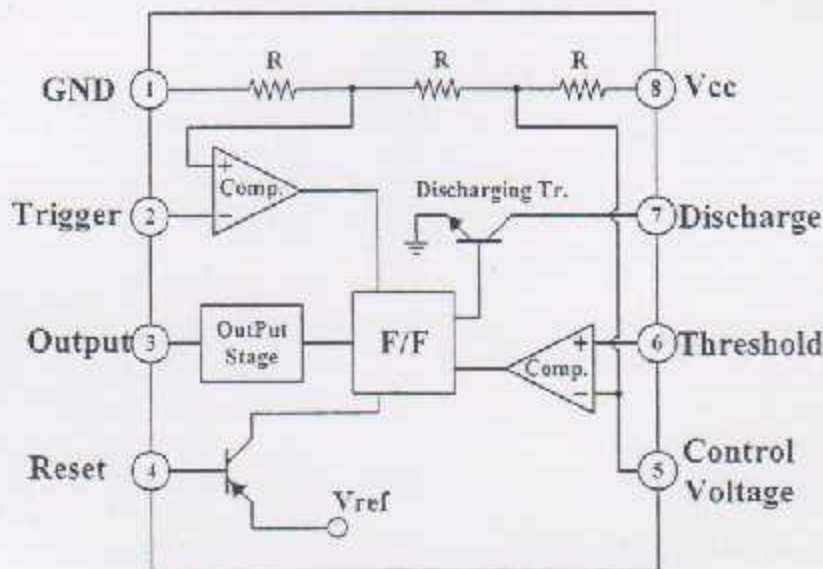 R R R
GND 1 8 Vcc
+
Comp.
Trigger 2 −
Discharging Tr.
7 Discharge
Output 3
OutPut
Stage
F/F
Comp.
+
−
6 Threshold
Reset 4
Vref
5 Control
Voltage